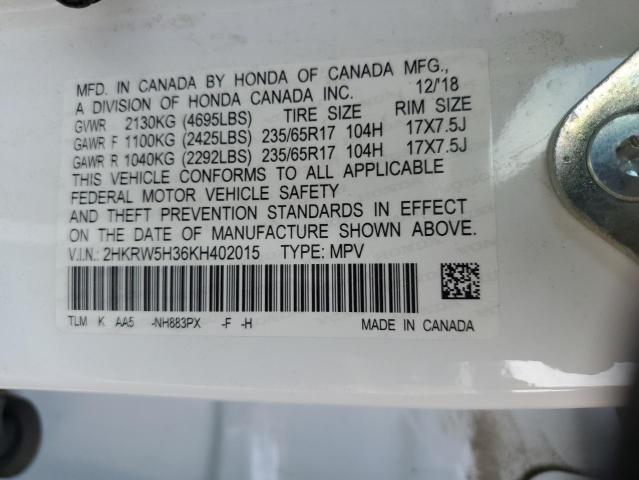 MFD. IN CANADA BY HONDA OF CANADA MFG.,
A DIVISION OF HONDA CANADA INC. 12/'18
GVWR 2130KG (4695LBS) TIRE SIZE RIM SIZE
GAWR F 1100KG (2425LBS) 235/65R17 104H 17X7.5J
GAWR R 1040KG (2292LBS) 235/65R17 104H 17X7.5J
THIS VEHICLE CONFORMS TO ALL APPLICABLE
FEDERAL MOTOR VEHICLE SAFETY
AND THEFT PREVENTION STANDARDS IN EFFECT
ON THE DATE OF MANUFACTURE SHOWN ABOVE.
V.I.N.: 2HKRW5H36KH402015 TYPE: MPV
TLM K AA5 -NH883PX -F -H MADE IN CANADA